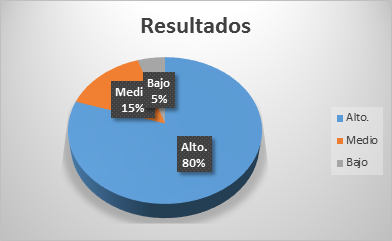 Resultados
Bajo
5%
Medi
15%
Alto.
80%
Alto.
Medio
Bajo